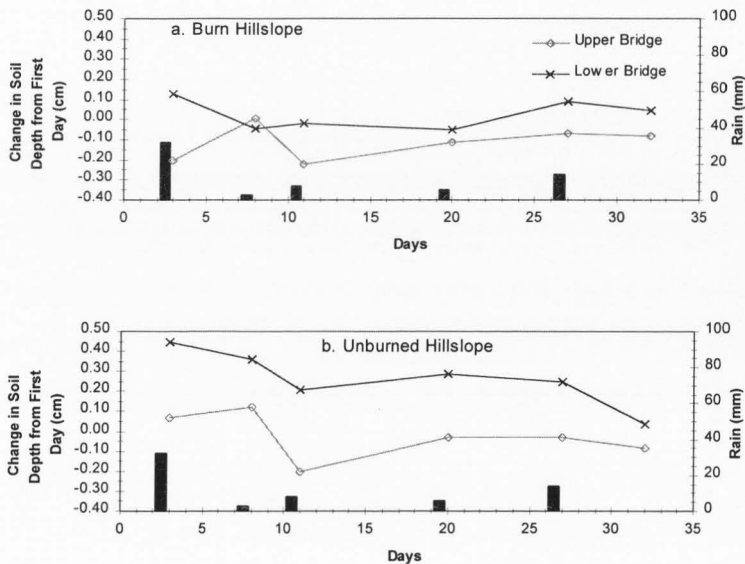 0.50
0.40
0.30
0.20
0.10
0.00
-0.10
-0.20
-0.30
-0.40
Change in Soil
Depth from First
Day (cm)
a. Burn Hillslope
Upper Bridge
Lower Bridge
100
80
60
40
20
0
Rain (mm)
0 5 10 15 20 25 30 35
Days
0.50
0.40
0.30
0.20
0.10
0.00
-0.10
-0.20
-0.30
-0.40
Change in Soil
Depth from First
Day (cm)
b. Unburned Hillslope
100
80
60
40
20
0
Rain (mm)
0 5 10 15 20 25 30 35
Days